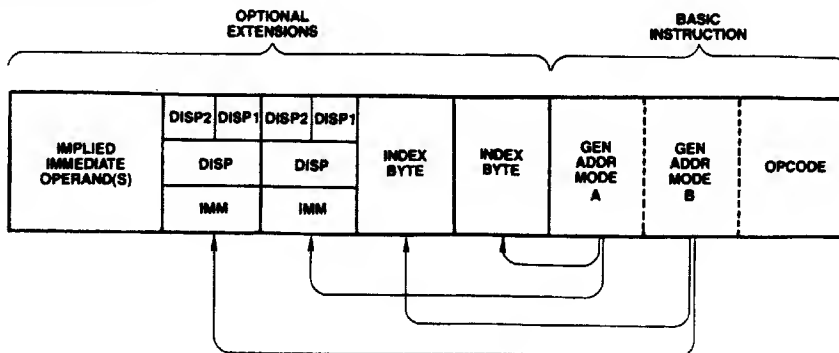 OPTIONAL
EXTENSIONS
BASIC
INSTRUCTION
IMPLIED
IMMEDIATE
OPERAND(S)
DISP2 DISP1
DISP
IMM
DISP2 DISP1
DISP
IMM
INDEX
BYTE
INDEX
BYTE
GEN
ADDR
MODE
A
GEN
ADDR
MODE
B
OPCODE